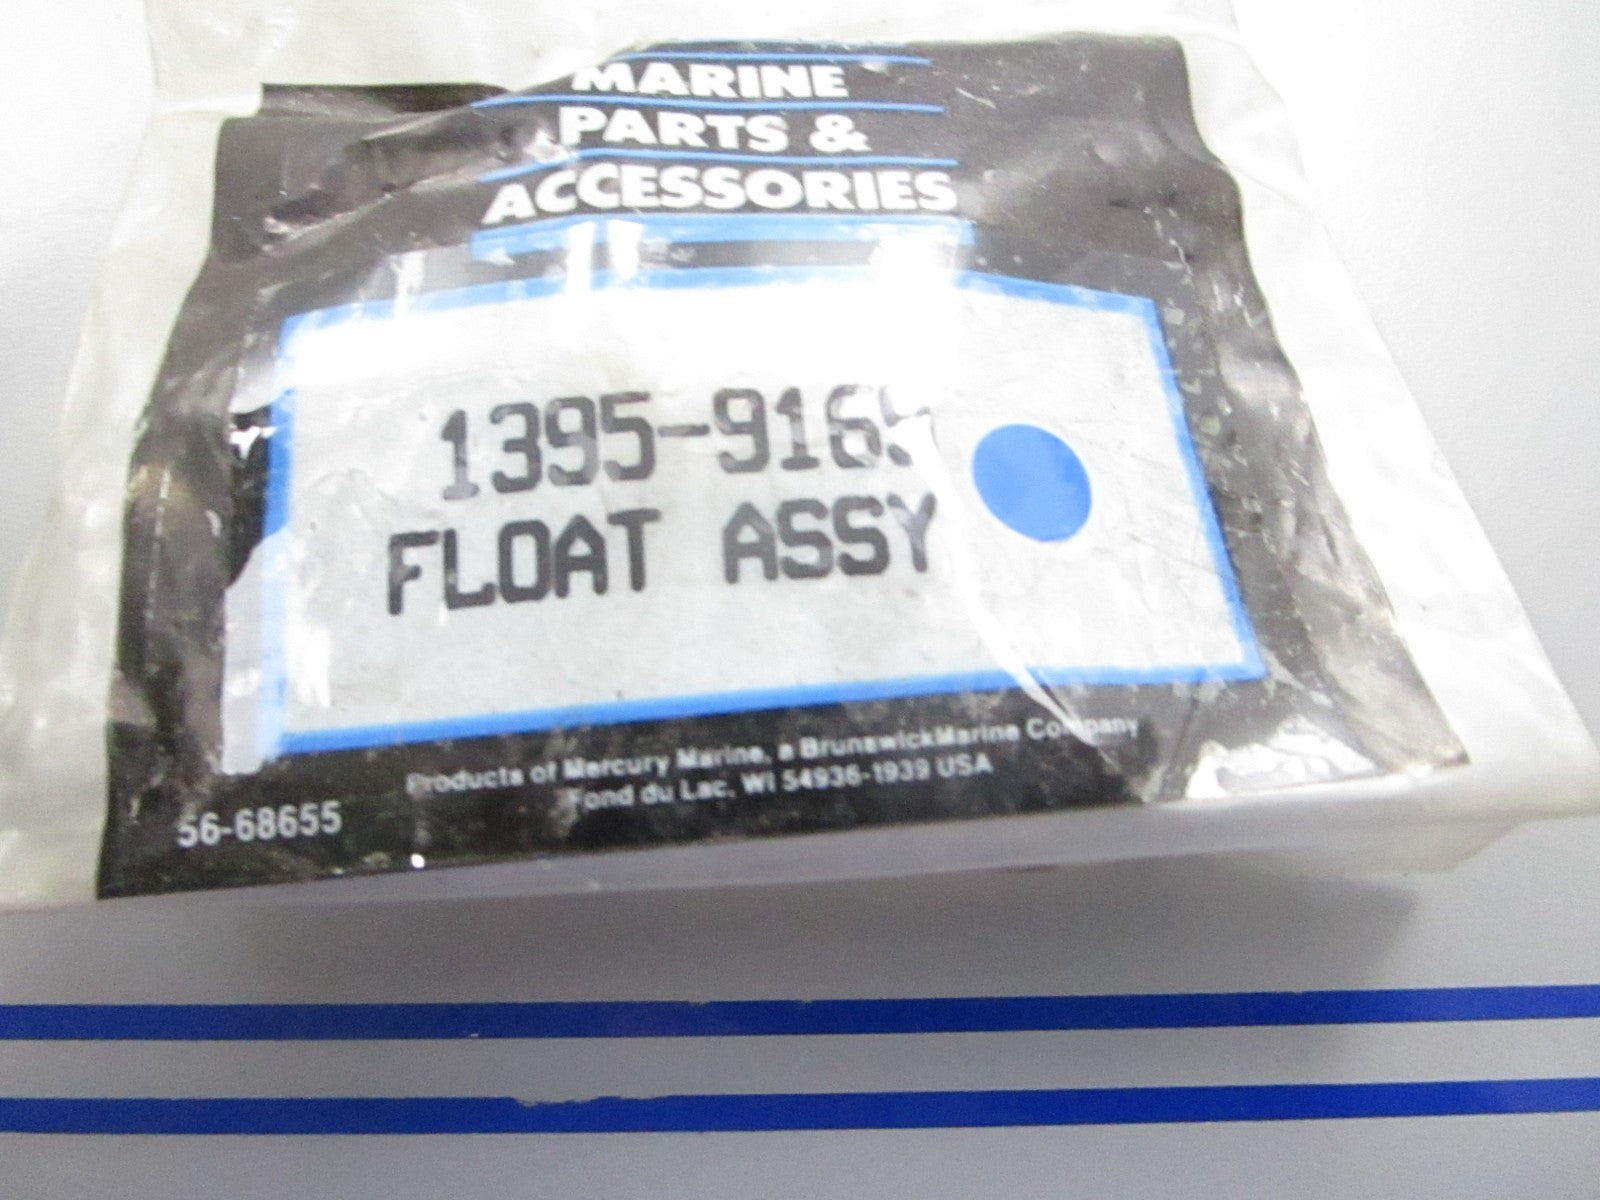 MARINE
PARTS &
ACCESSORIES
1395-9165
FLOAT ASSY
Products of Mercury Marine, a BrunswickMarine Company
Fond du Lac, WI 54936-1939 USA
56-68655